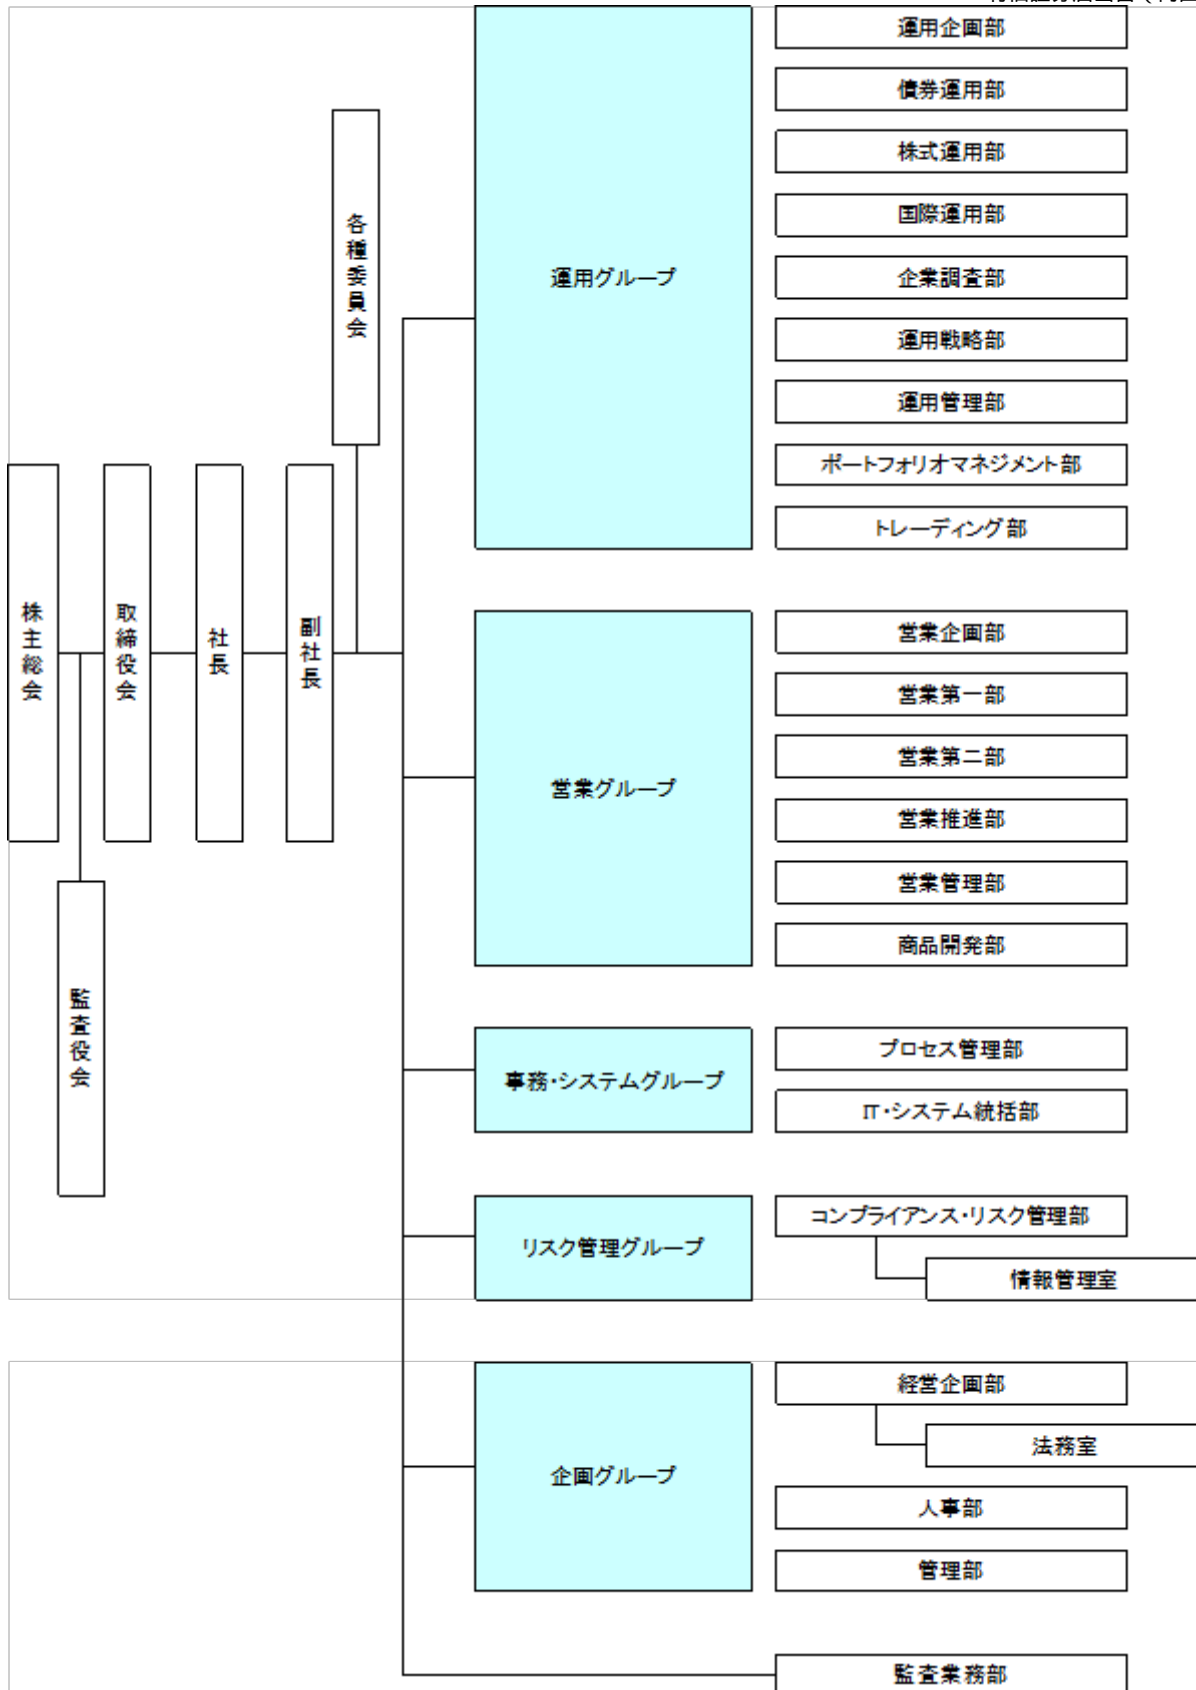 運用企画部
債券運用部
株式運用部
国際運用部
企業調査部
運用戦略部
運用管理部
ポートフォリオマネジメント部
トレーディング部
各種委員会
運用グループ
株主総会
取締役会
社長
副社長
監査役会
営業グループ
営業企画部
営業第一部
営業第二部
営業推進部
営業管理部
商品開発部
事務・システムグループ
プロセス管理部
IT・システム統括部
リスク管理グループ
コンプライアンス・リスク管理部
情報管理室
企画グループ
経営企画部
法務室
人事部
管理部
監査業務部